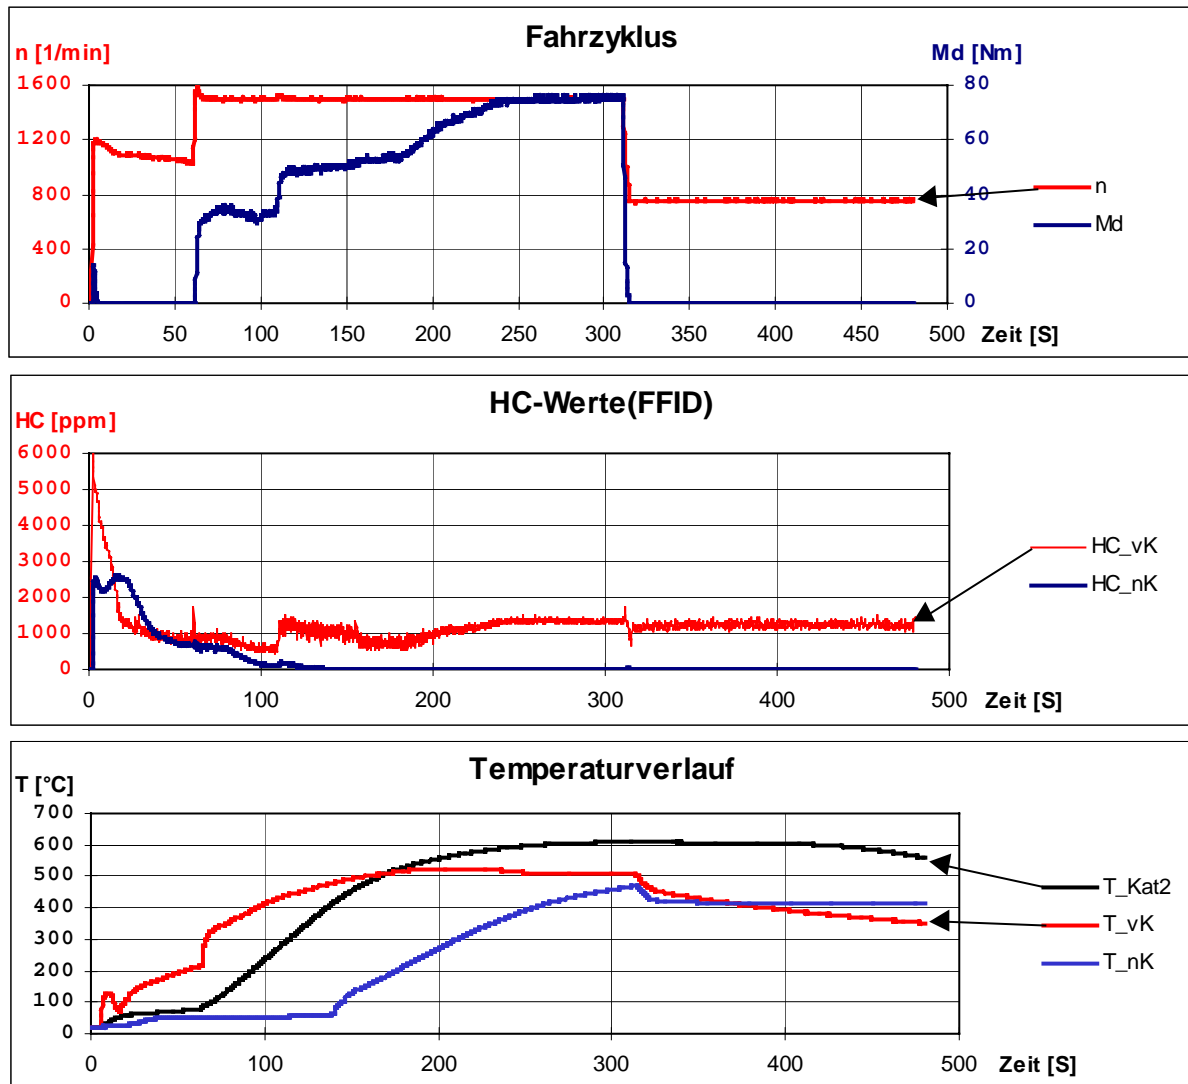 Fahrzyklus
n [1/min]
Md [Nm]
1600
1200
800
400
0
80
60
40
20
0
0 50 100 150 200 250 300 350 400 450 500 Zeit [S]
n
Md
HC-Werte(FFID)
HC [ppm]
6000
5000
4000
3000
2000
1000
0
0 100 200 300 400 500 Zeit [S]
HC_vK
HC_nK
Temperaturverlauf
T [°C]
700
600
500
400
300
200
100
0
0 100 200 300 400 500 Zeit [S]
T_Kat2
T_vK
T_nK